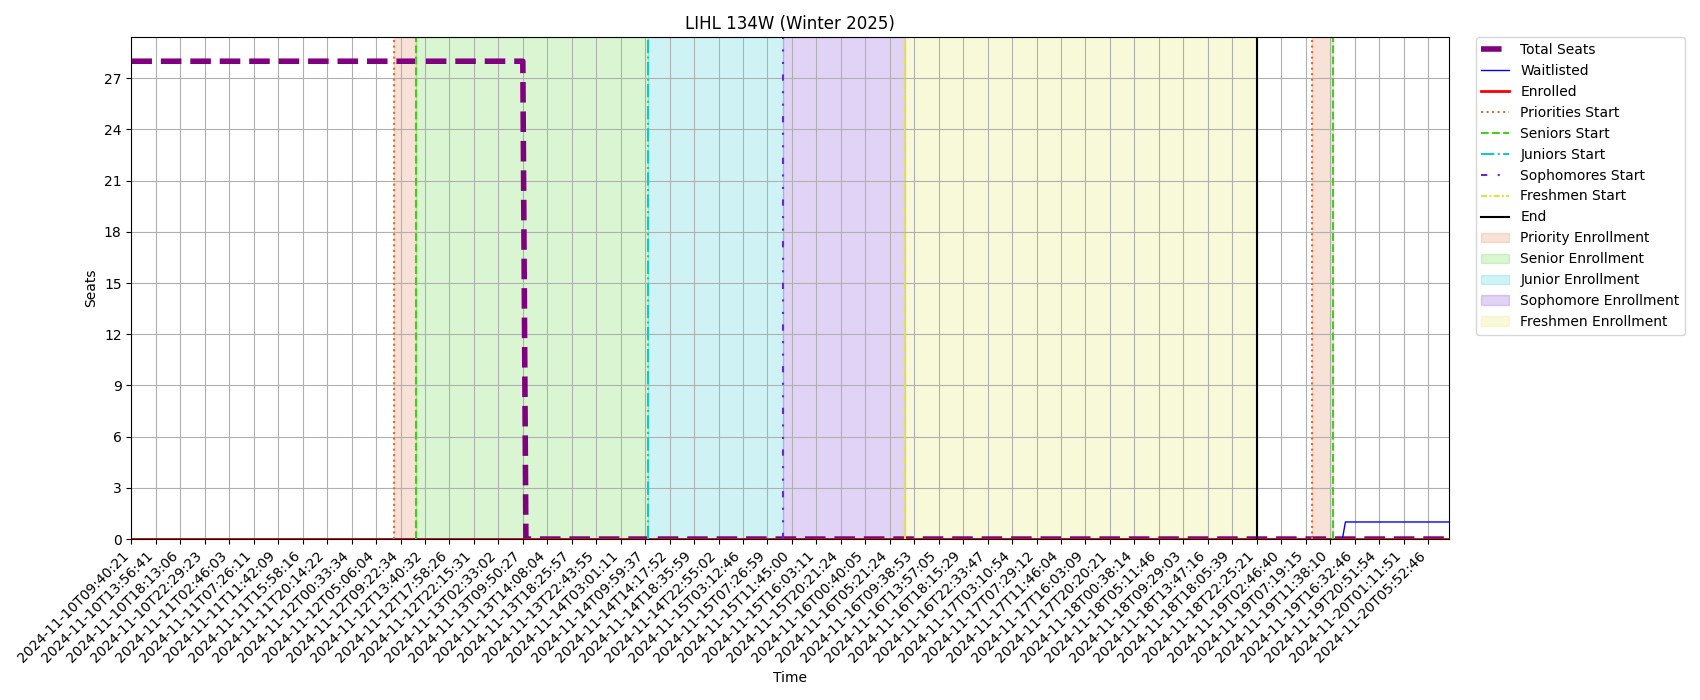 LIHL 134W (Winter 2025)
Seats
27
24
21
18
15
12
9
6
3
0
2024-11-10T09:40:21
2024-11-10T13:56:41
2024-11-10T18:13:06
2024-11-10T22:29:23
2024-11-11T02:46:03
2024-11-11T07:26:11
2024-11-11T11:42:09
2024-11-11T15:58:16
2024-11-11T20:14:22
2024-11-12T00:33:34
2024-11-12T05:06:04
2024-11-12T09:22:34
2024-11-12T13:40:32
2024-11-12T17:58:26
2024-11-12T22:15:31
2024-11-13T02:33:02
2024-11-13T09:50:27
2024-11-13T14:08:04
2024-11-13T18:25:57
2024-11-13T22:43:55
2024-11-14T03:01:11
2024-11-14T09:59:37
2024-11-14T14:17:52
2024-11-14T18:35:59
2024-11-14T22:55:02
2024-11-15T03:12:46
2024-11-15T07:26:59
2024-11-15T11:45:00
2024-11-15T16:03:11
2024-11-15T20:21:24
2024-11-16T00:40:05
2024-11-16T05:21:24
2024-11-16T09:38:53
2024-11-16T13:57:05
2024-11-16T18:15:29
2024-11-16T22:33:47
2024-11-17T03:10:54
2024-11-17T07:29:12
2024-11-17T11:46:04
2024-11-17T16:03:09
2024-11-17T20:20:21
2024-11-18T00:38:14
2024-11-18T05:11:46
2024-11-18T09:29:03
2024-11-18T13:47:16
2024-11-18T18:05:39
2024-11-18T22:25:21
2024-11-19T02:46:40
2024-11-19T07:19:15
2024-11-19T11:38:10
2024-11-19T16:32:46
2024-11-19T20:51:54
2024-11-20T01:11:51
2024-11-20T05:52:46
Time
Total Seats
Waitlisted
Enrolled
Priorities Start
Seniors Start
Juniors Start
Sophomores Start
Freshmen Start
End
Priority Enrollment
Senior Enrollment
Junior Enrollment
Sophomore Enrollment
Freshmen Enrollment